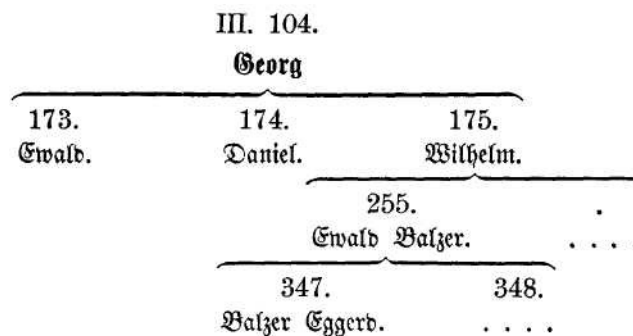 III. 104.
Georg
173. 174. 175.
Ewald. Daniel. Wilhelm.
255. .
Ewald Balzer. . . . .
347. 348.
Balzer Eggerd. . . . .